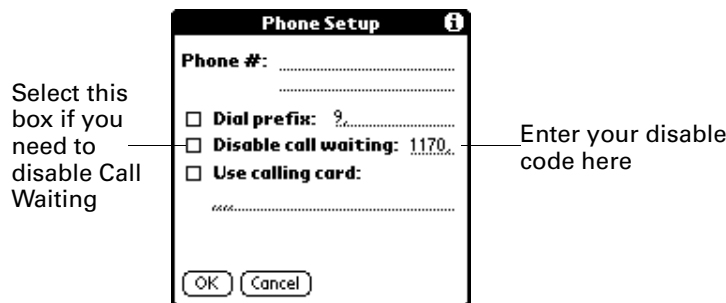 Phone Setup i
Phone #:
Select this
box if you
need to
disable Call
Waiting
Dial prefix: 9,
Disable call waiting: 1170,
Use calling card:
,,,,
Enter your disable
code here
OK Cancel